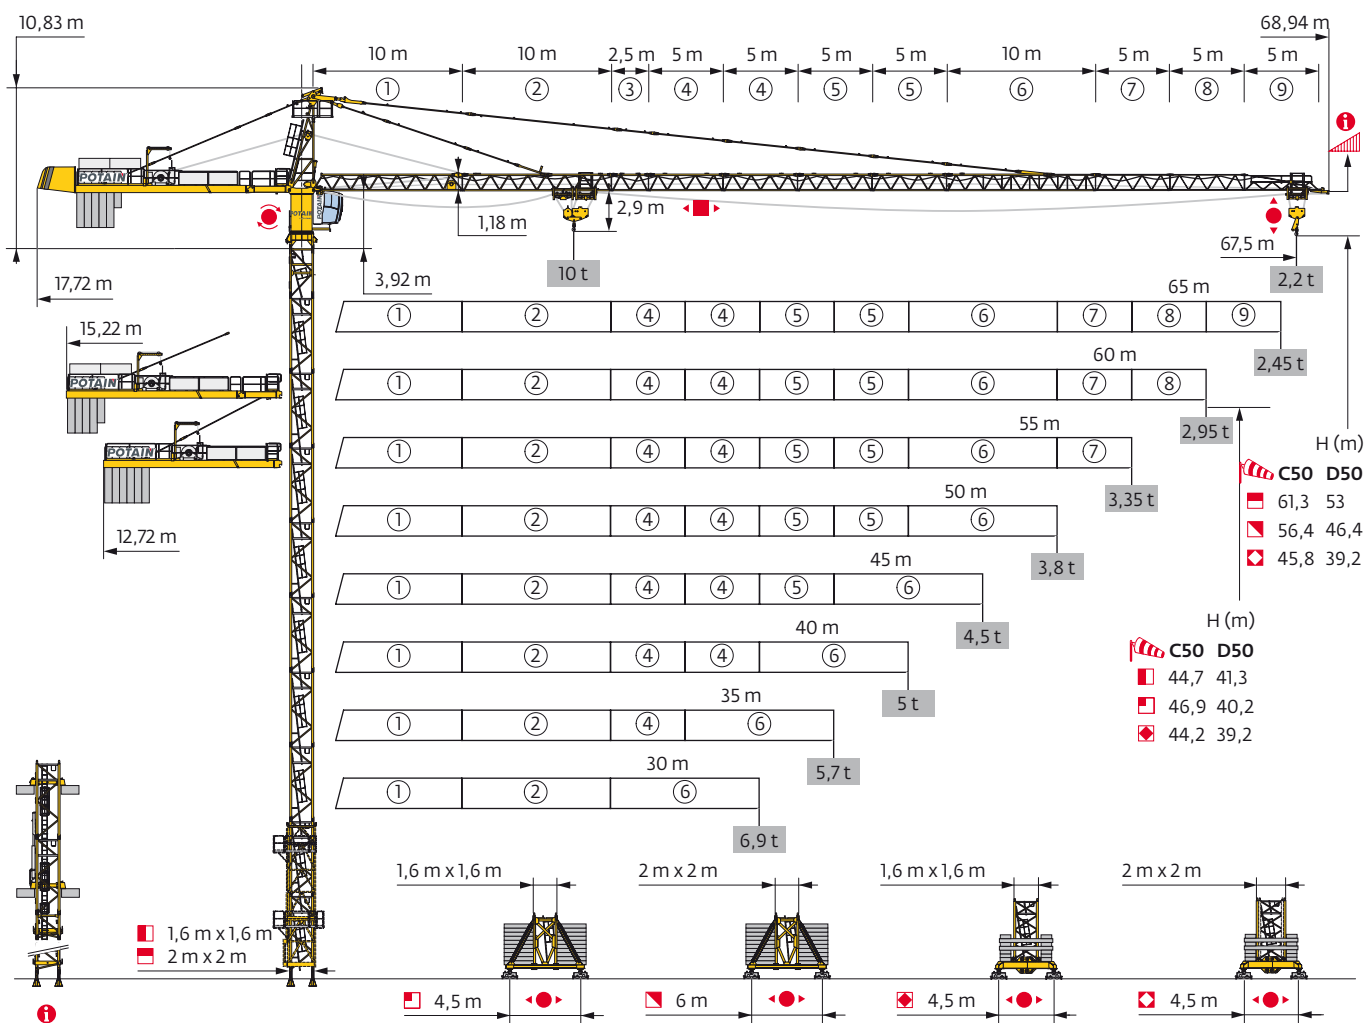 10,83 m
68,94 m
10 m 10 m 2,5 m 5 m 5 m 5 m 5 m 10 m 5 m 5 m 5 m
① ② ③ ④ ④ ⑤ ⑤ ⑥ ⑦ ⑧ ⑨
i
POTAIN
POTAIN
POTAIN
2,9 m
1,18 m
67,5 m
10 t
2,2 t
17,72 m
3,92 m
65 m
① ② ④ ④ ⑤ ⑤ ⑥ ⑦ ⑧ ⑨
2,45 t
15,22 m
POTAIN
60 m
① ② ④ ④ ⑤ ⑤ ⑥ ⑦ ⑧
2,95 t
POTAIN
55 m
① ② ④ ④ ⑤ ⑤ ⑥ ⑦
3,35 t
H (m)
C50 D50
61,3 53
56,4 46,4
45,8 39,2
12,72 m
50 m
① ② ④ ④ ⑤ ⑤ ⑥
3,8 t
45 m
① ② ④ ④ ⑤ ⑥
4,5 t
H (m)
C50 D50
44,7 41,3
46,9 40,2
44,2 39,2
40 m
① ② ④ ④ ⑥
5 t
35 m
① ② ④ ⑥
5,7 t
30 m
① ② ⑥
6,9 t
1,6 m x 1,6 m
2 m x 2 m
1,6 m x 1,6 m
2 m x 2 m
1,6 m x 1,6 m
2 m x 2 m
i
4,5 m
6 m
4,5 m
4,5 m